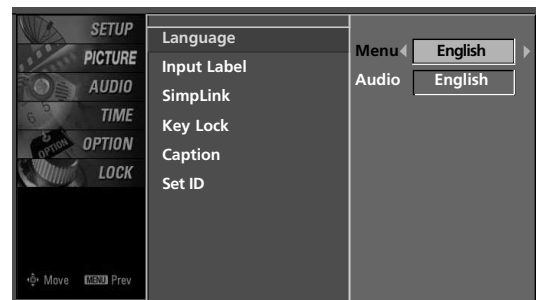 SETUP
PICTURE
AUDIO
TIME
OPTION
LOCK
Move MENU Prev
Language
Input Label
SimpLink
Key Lock
Caption
Set ID
Menu English
Audio English